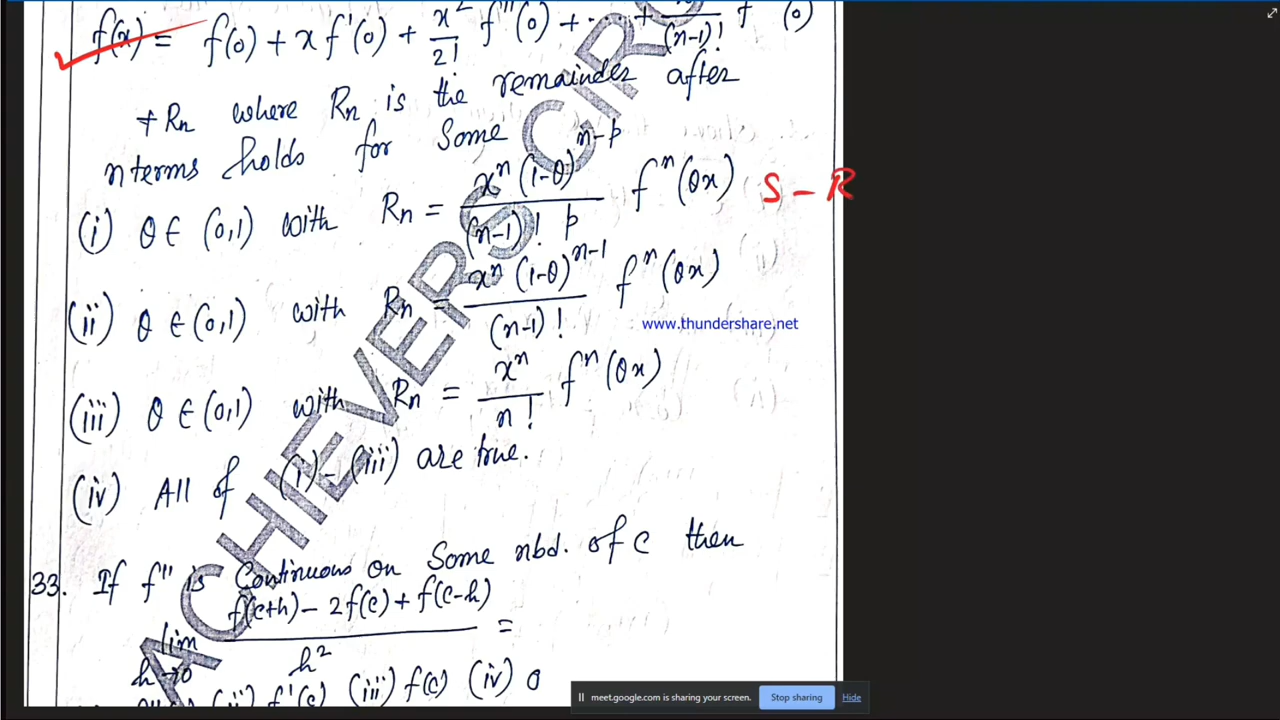 f(x) = f(0) + x f'(0) + x²/2! f''(0) + ... + /(n-1)! f (0)
+ Rn where Rn is the remainder after
n terms holds for some
(i) θ ∈ (0,1) with Rn = xⁿ(1-θ)ⁿ⁻ᵖ/(n-1)! p fⁿ(θx) S - R
(ii) θ ∈ (0,1) with Rn = xⁿ(1-θ)ⁿ⁻¹/(n-1)! fⁿ(θx)
www.thundershare.net
(iii) θ ∈ (0,1) with Rn = xⁿ/n! fⁿ(θx)
(iv) All of (i) - (iii) are true.
33. If f'' is Continuous on Some nbd. of c then
lim h→0 f(c+h) - 2f(c) + f(c-h)/h² =
(ii) f'(c) (iii) f(c) (iv) 0
ACHIEVERS CIR
meet.google.com is sharing your screen. Stop sharing Hide